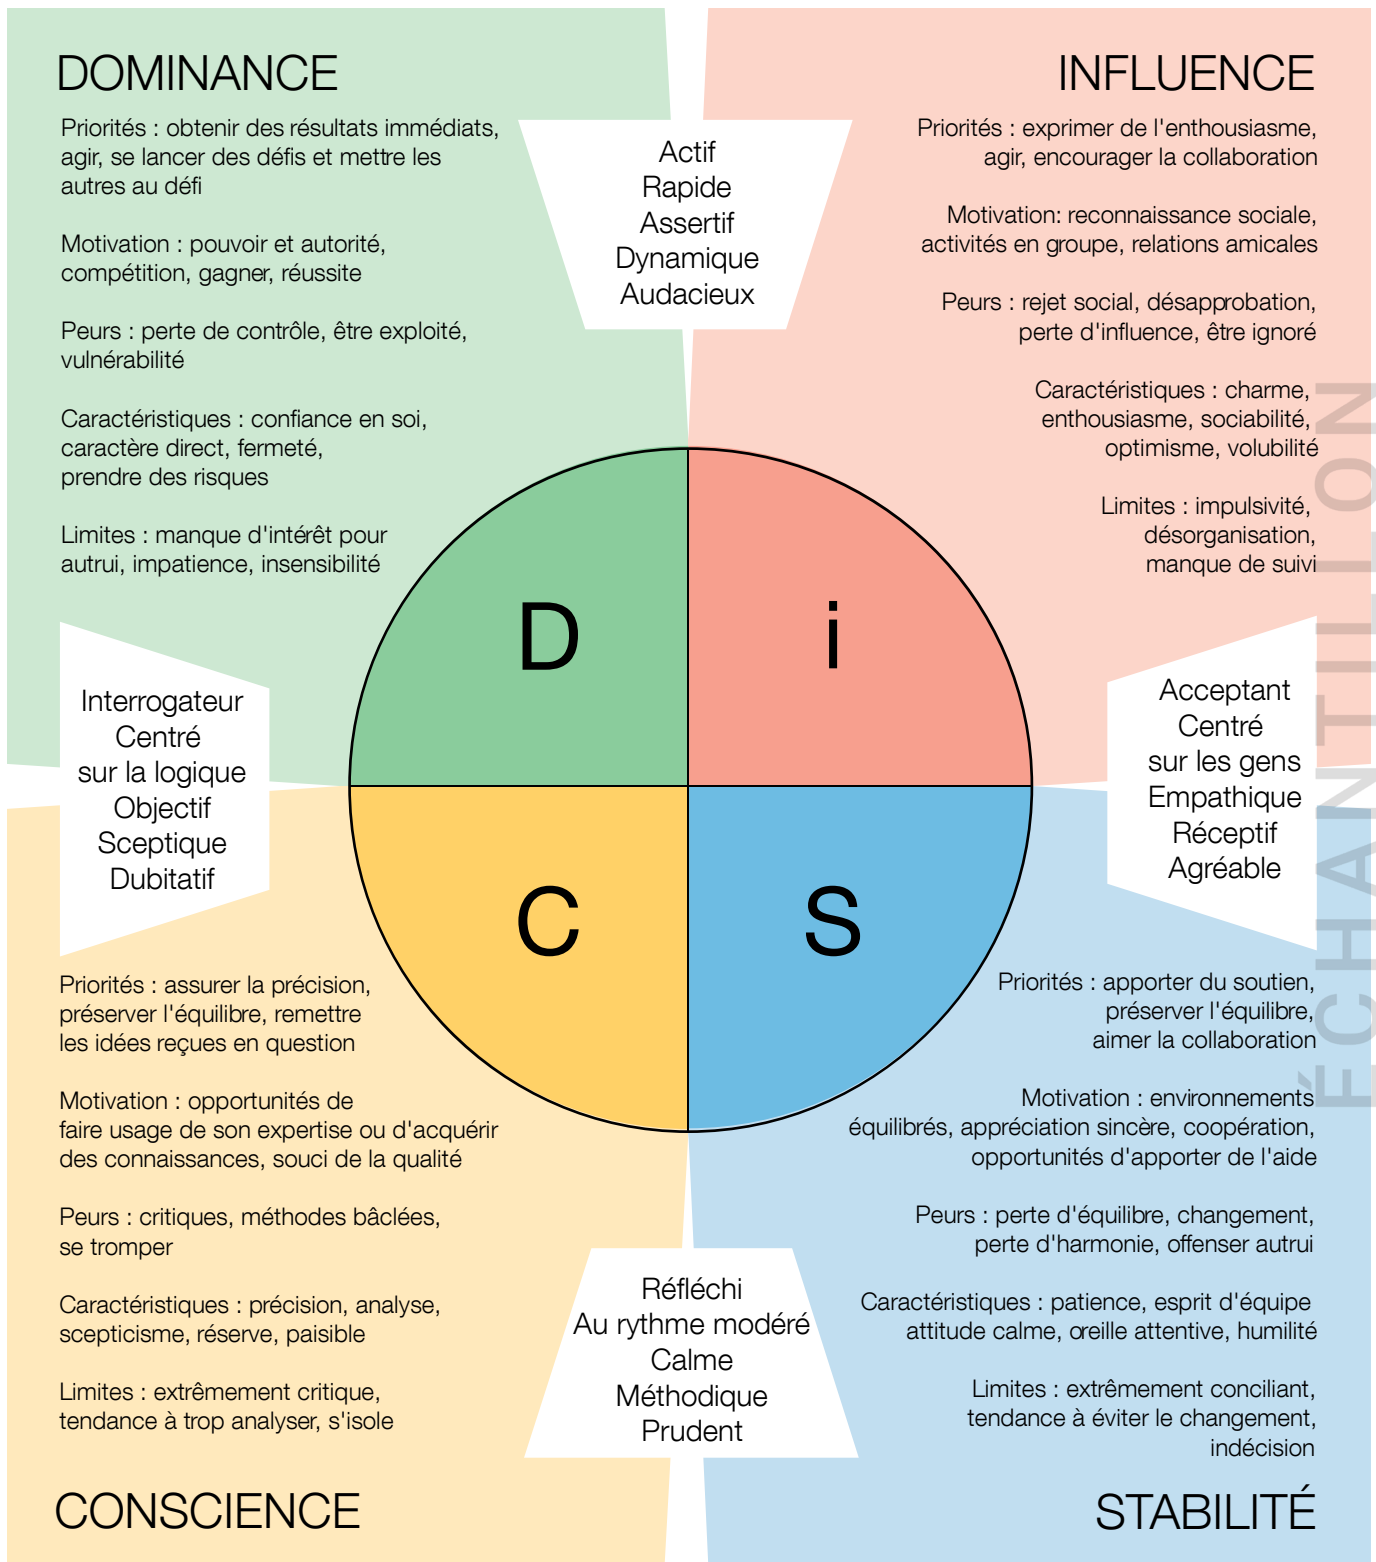 DOMINANCE
Priorités : obtenir des résultats immédiats,
agir, se lancer des défis et mettre les
autres au défi
Motivation : pouvoir et autorité,
compétition, gagner, réussite
Peurs : perte de contrôle, être exploité,
vulnérabilité
Caractéristiques : confiance en soi,
caractère direct, fermeté,
prendre des risques
Limites : manque d'intérêt pour
autrui, impatience, insensibilité
Actif
Rapide
Assertif
Dynamique
Audacieux
INFLUENCE
Priorités : exprimer de l'enthousiasme,
agir, encourager la collaboration
Motivation: reconnaissance sociale,
activités en groupe, relations amicales
Peurs : rejet social, désapprobation,
perte d'influence, être ignoré
Caractéristiques : charme,
enthousiasme, sociabilité,
optimisme, volubilité
Limites : impulsivité,
désorganisation,
manque de suivi
D
i
C
S
Interrogateur
Centré
sur la logique
Objectif
Sceptique
Dubitatif
Acceptant
Centré
sur les gens
Empathique
Réceptif
Agréable
Priorités : assurer la précision,
préserver l'équilibre, remettre
les idées reçues en question
Motivation : opportunités de
faire usage de son expertise ou d'acquérir
des connaissances, souci de la qualité
Peurs : critiques, méthodes bâclées,
se tromper
Caractéristiques : précision, analyse,
scepticisme, réserve, paisible
Limites : extrêmement critique,
tendance à trop analyser, s'isole
CONSCIENCE
Réfléchi
Au rythme modéré
Calme
Méthodique
Prudent
Priorités : apporter du soutien,
préserver l'équilibre,
aimer la collaboration
Motivation : environnements
équilibrés, appréciation sincère, coopération,
opportunités d'apporter de l'aide
Peurs : perte d'équilibre, changement,
perte d'harmonie, offenser autrui
Caractéristiques : patience, esprit d'équipe
attitude calme, oreille attentive, humilité
Limites : extrêmement conciliant,
tendance à éviter le changement,
indécision
STABILITÉ
ÉCHANTILLON